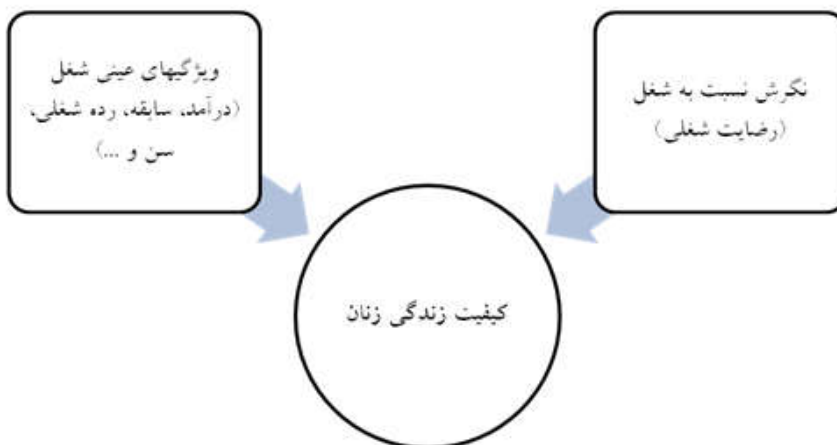 نگرش نسبت به شغل
(رضایت شغلی)
ویژگیهای عینی شغل
(درآمد، سابقه، رده شغلی،
سن و ...)
کیفیت زندگی زنان